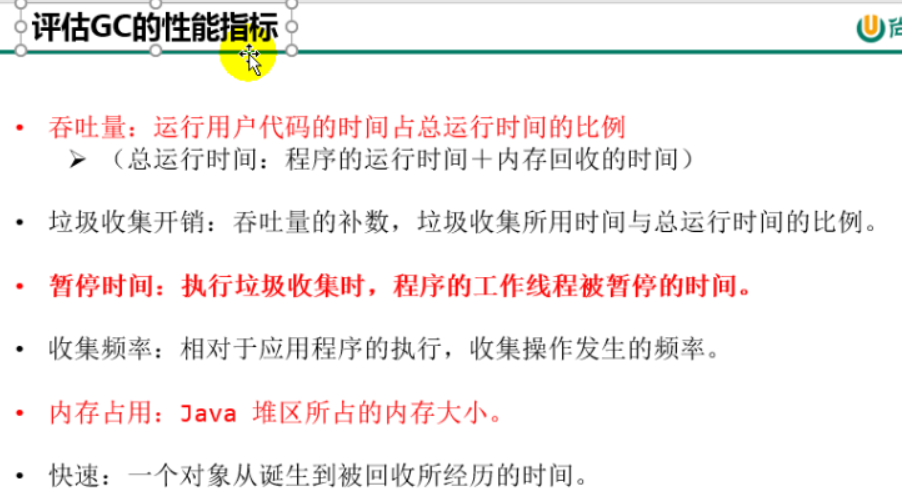 评估GC的性能指标
尚
• 吞吐量：运行用户代码的时间占总运行时间的比例
➢ （总运行时间：程序的运行时间＋内存回收的时间）
• 垃圾收集开销：吞吐量的补数，垃圾收集所用时间与总运行时间的比例。
• 暂停时间：执行垃圾收集时，程序的工作线程被暂停的时间。
• 收集频率：相对于应用程序的执行，收集操作发生的频率。
• 内存占用：Java 堆区所占的内存大小。
• 快速：一个对象从诞生到被回收所经历的时间。